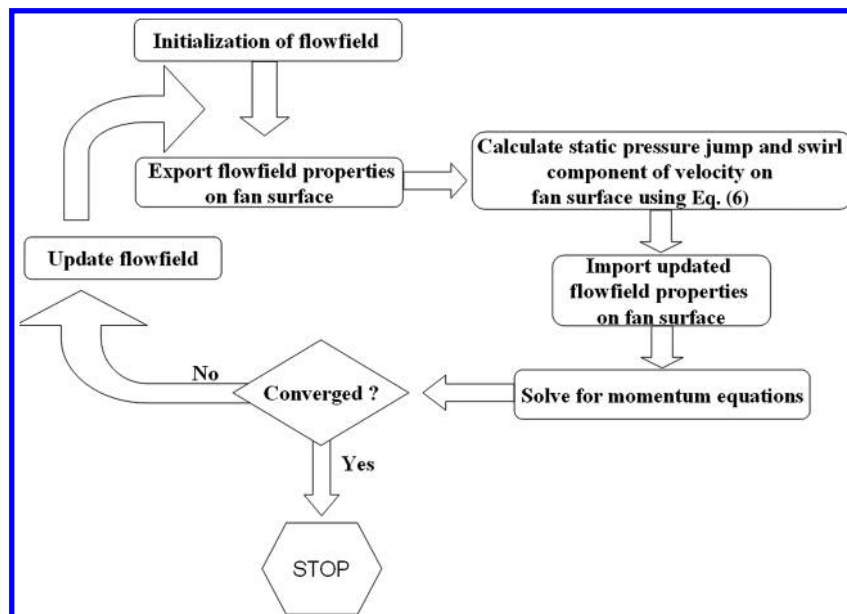 Initialization of flowfield
Export flowfield properties
on fan surface
Calculate static pressure jump and swirl
component of velocity on
fan surface using Eq. (6)
Import updated
flowfield properties
on fan surface
Solve for momentum equations
Converged ?
No
Update flowfield
Yes
STOP